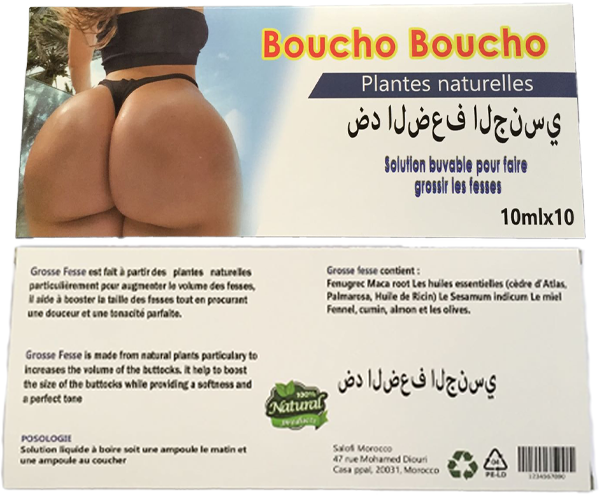 Boucho Boucho
Plantes naturelles
ضد الضعف الجنسي
Solution buvable pour faire
grossir les fesses
10mlx10
Grosse Fesse est fait à partir des plantes naturelles
particulièrement pour augmenter le volume des fesses,
il aide à booster la taille des fesses tout en procurant
une douceur et une tonacité parfaite.
Grosse Fesse is made from natural plants particulary to
increases the volume of the buttocks. it help to boost
the size of the buttocks while providing a softness and
a perfect tone
POSOLOGIE
Solution liquide à boire soit une ampoule le matin et
une ampoule au coucher
Grosse fesse contient :
Fenugrec Maca root Les huiles essentielles (cèdre d'Atlas,
Palmarosa, Huile de Ricin) Le Sesamum indicum Le miel
Fennel, cumin, almon et les olives.
ضد الضعف الجنسي
100%
Natural
products
Salofi Morocco
47 rue Mohamed Diouri
Casa ppal, 20031, Morocco
04
PE-LD
1234567890